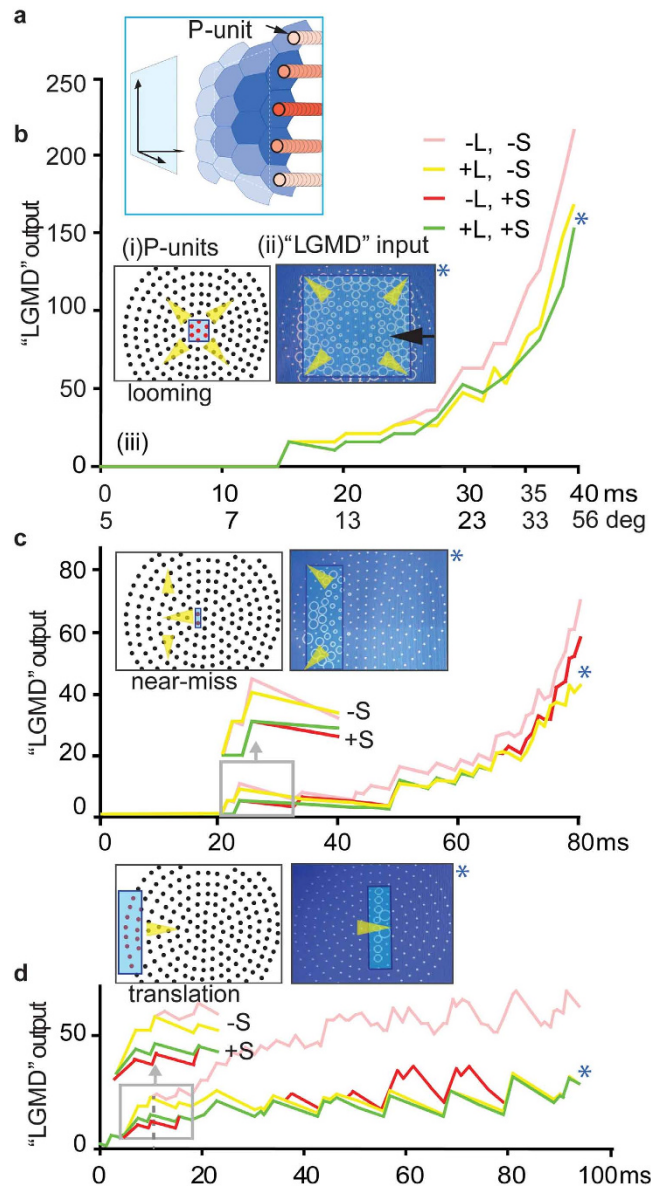 a
P-unit
250
b
200
-L, -S
+L, -S
-L, +S
+L, +S
*
150
"LGMD" output
(i)P-units
(ii)"LGMD" input
*
100
50
looming
(iii)
0
0 10 20 30 35 40 ms
5 7 13 23 33 56 deg
c
80
*
60
"LGMD" output
near-miss
*
40
-S
+S
20
0
0 20 40 60 80ms
*
translation
d
-S
50
+S
"LGMD" output
*
0
0 20 40 60 80 100ms